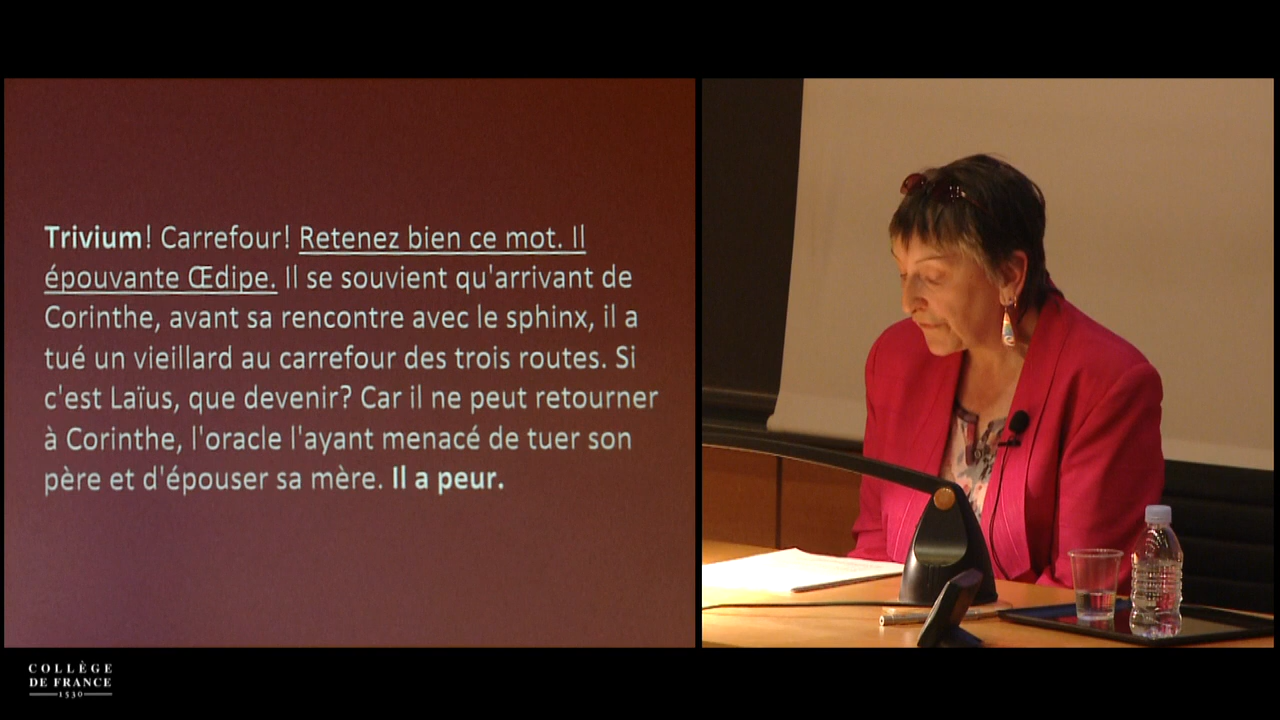 Trivium! Carrefour! Retenez bien ce mot. Il
épouvante Œdipe. Il se souvient qu'arrivant de
Corinthe, avant sa rencontre avec le sphinx, il a
tué un vieillard au carrefour des trois routes. Si
c'est Laïus, que devenir? Car il ne peut retourner
à Corinthe, l'oracle l'ayant menacé de tuer son
père et d'épouser sa mère. Il a peur.
COLLÈGE
DE FRANCE
1530